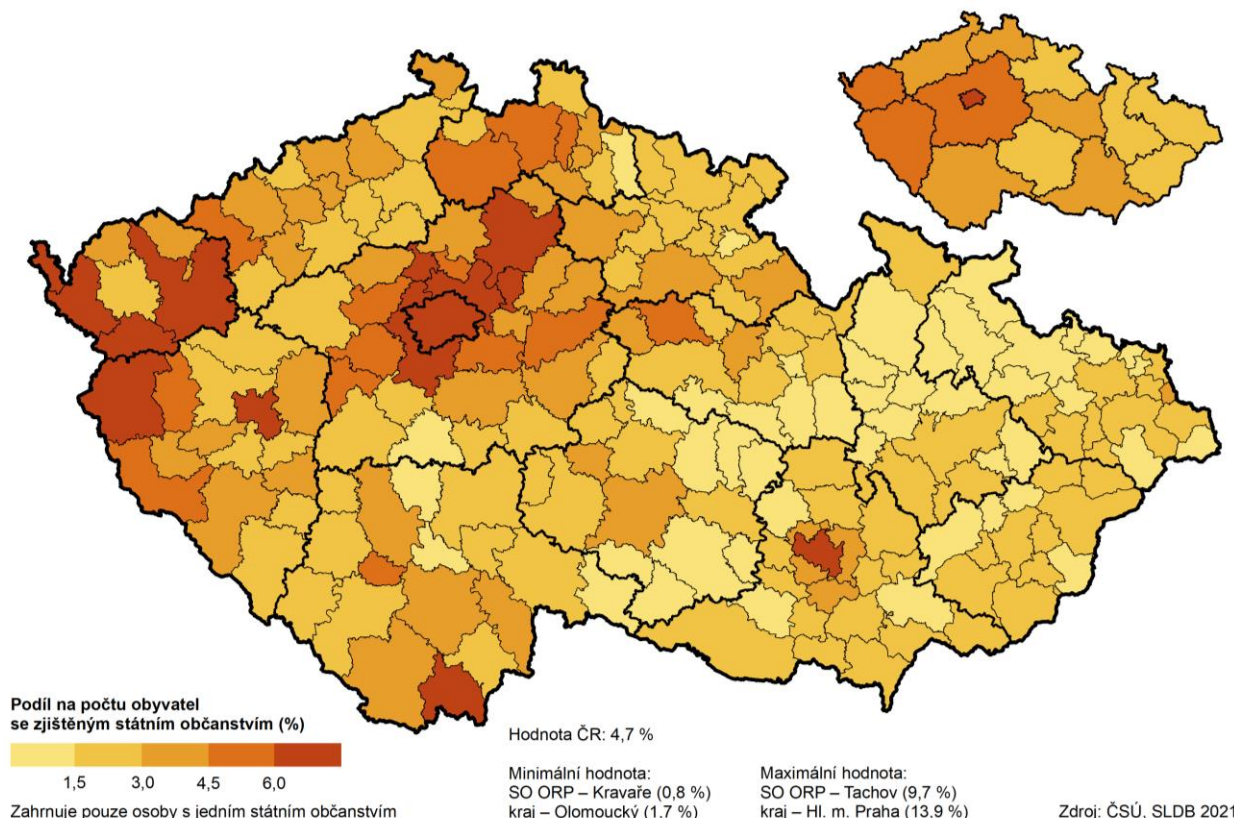 Podíl na počtu obyvatel
se zjištěným státním občanstvím (%)
1,5 3,0 4,5 6,0
Zahrnuje pouze osoby s jedním státním občanstvím
Hodnota ČR: 4,7 %
Minimální hodnota:
SO ORP – Kravaře (0,8 %)
kraj – Olomoucký (1,7 %)
Maximální hodnota:
SO ORP – Tachov (9,7 %)
kraj – Hl. m. Praha (13,9 %)
Zdroj: ČSÚ, SLDB 2021